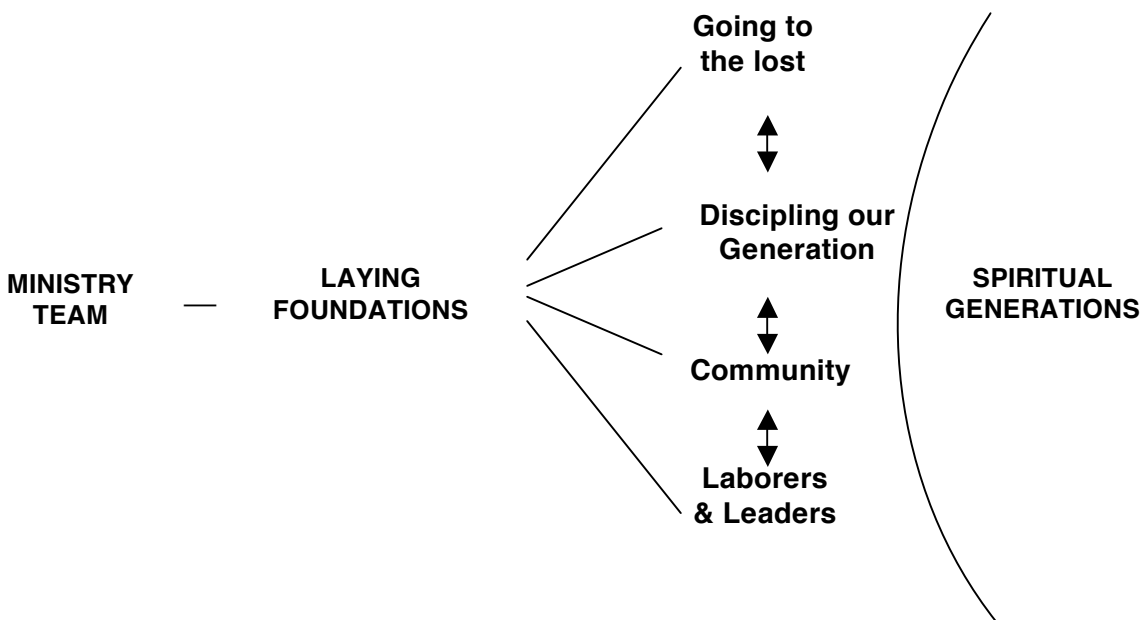 MINISTRY
TEAM
LAYING
FOUNDATIONS
Going to
the lost
Discipling our
Generation
Community
Laborers
& Leaders
SPIRITUAL
GENERATIONS